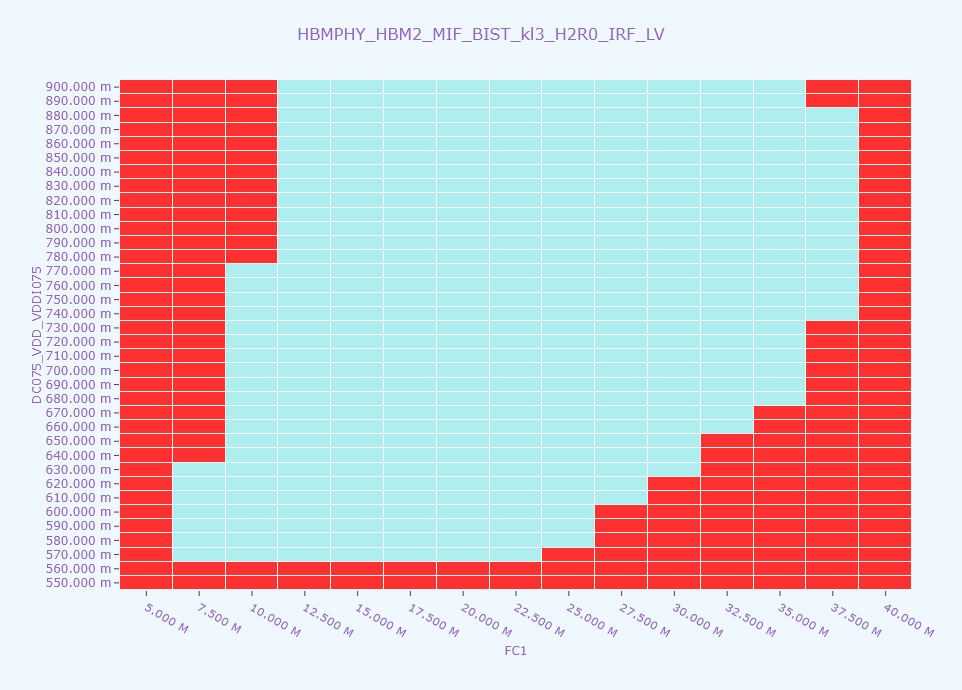 HBMPHY_HBM2_MIF_BIST_kl3_H2R0_IRF_LV
DC075_VDD_VDDI075
900.000 m
890.000 m
880.000 m
870.000 m
860.000 m
850.000 m
840.000 m
830.000 m
820.000 m
810.000 m
800.000 m
790.000 m
780.000 m
770.000 m
760.000 m
750.000 m
740.000 m
730.000 m
720.000 m
710.000 m
700.000 m
690.000 m
680.000 m
670.000 m
660.000 m
650.000 m
640.000 m
630.000 m
620.000 m
610.000 m
600.000 m
590.000 m
580.000 m
570.000 m
560.000 m
550.000 m
5.000 M
7.500 M
10.000 M
12.500 M
15.000 M
17.500 M
20.000 M
22.500 M
25.000 M
27.500 M
30.000 M
32.500 M
35.000 M
37.500 M
40.000 M
FC1